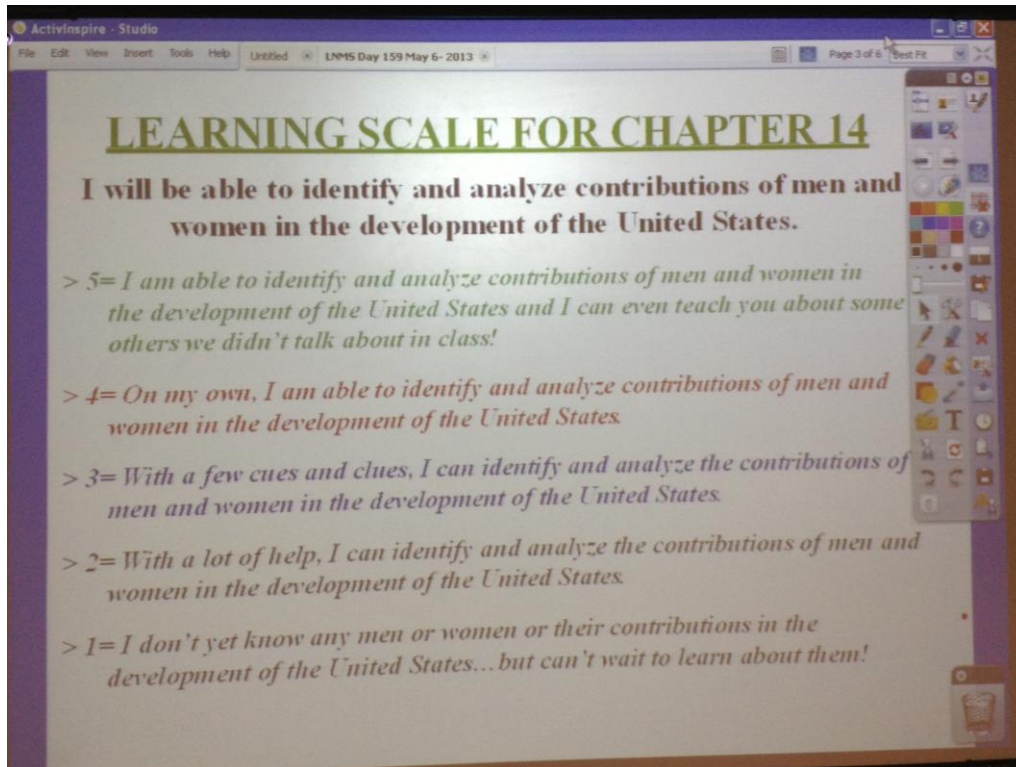 ActivInspire - Studio
File Edit View Insert Tools Help Untitled LNMS Day 159 May 6- 2013 Page 3 of 6 Best Fit
LEARNING SCALE FOR CHAPTER 14
I will be able to identify and analyze contributions of men and
women in the development of the United States.
> 5= I am able to identify and analyze contributions of men and women in
the development of the United States and I can even teach you about some
others we didn't talk about in class!
> 4= On my own, I am able to identify and analyze contributions of men and
women in the development of the United States.
> 3= With a few cues and clues, I can identify and analyze the contributions of
men and women in the development of the United States.
> 2= With a lot of help, I can identify and analyze the contributions of men and
women in the development of the United States.
> 1= I don't yet know any men or women or their contributions in the
development of the United States...but can't wait to learn about them!